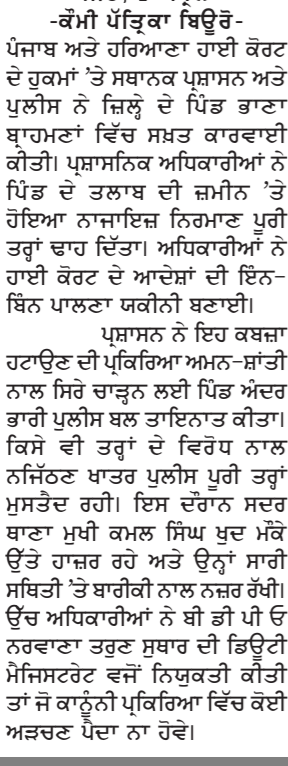 -ਕੌਮੀ ਪੱਤ੍ਰਿਕਾ ਬਿਊਰੋ-
ਪੰਜਾਬ ਅਤੇ ਹਰਿਆਣਾ ਹਾਈ ਕੋਰਟ
ਦੇ ਹੁਕਮਾਂ 'ਤੇ ਸਥਾਨਕ ਪ੍ਰਸ਼ਾਸਨ ਅਤੇ
ਪੁਲੀਸ ਨੇ ਜ਼ਿਲ੍ਹੇ ਦੇ ਪਿੰਡ ਭਾਣਾ
ਬ੍ਰਾਹਮਣਾਂ ਵਿੱਚ ਸਖ਼ਤ ਕਾਰਵਾਈ
ਕੀਤੀ। ਪ੍ਰਸ਼ਾਸਨਿਕ ਅਧਿਕਾਰੀਆਂ ਨੇ
ਪਿੰਡ ਦੇ ਤਲਾਬ ਦੀ ਜ਼ਮੀਨ 'ਤੇ
ਹੋਇਆ ਨਾਜਾਇਜ਼ ਨਿਰਮਾਣ ਪੂਰੀ
ਤਰ੍ਹਾਂ ਢਾਹ ਦਿੱਤਾ। ਅਧਿਕਾਰੀਆਂ ਨੇ
ਹਾਈ ਕੋਰਟ ਦੇ ਆਦੇਸ਼ਾਂ ਦੀ ਇੰਨ-
ਬਿੰਨ ਪਾਲਣਾ ਯਕੀਨੀ ਬਣਾਈ।
ਪ੍ਰਸ਼ਾਸਨ ਨੇ ਇਹ ਕਬਜ਼ਾ
ਹਟਾਉਣ ਦੀ ਪ੍ਰਕਿਰਿਆ ਅਮਨ-ਸ਼ਾਂਤੀ
ਨਾਲ ਸਿਰੇ ਚਾੜ੍ਹਨ ਲਈ ਪਿੰਡ ਅੰਦਰ
ਭਾਰੀ ਪੁਲੀਸ ਬਲ ਤਾਇਨਾਤ ਕੀਤਾ।
ਕਿਸੇ ਵੀ ਤਰ੍ਹਾਂ ਦੇ ਵਿਰੋਧ ਨਾਲ
ਨਜਿੱਠਣ ਖਾਤਰ ਪੁਲੀਸ ਪੂਰੀ ਤਰ੍ਹਾਂ
ਮੁਸਤੈਦ ਰਹੀ। ਇਸ ਦੌਰਾਨ ਸਦਰ
ਥਾਣਾ ਮੁਖੀ ਕਮਲ ਸਿੰਘ ਖੁਦ ਮੌਕੇ
ਉੱਤੇ ਹਾਜ਼ਰ ਰਹੇ ਅਤੇ ਉਨ੍ਹਾਂ ਸਾਰੀ
ਸਥਿਤੀ 'ਤੇ ਬਾਰੀਕੀ ਨਾਲ ਨਜ਼ਰ ਰੱਖੀ।
ਉੱਚ ਅਧਿਕਾਰੀਆਂ ਨੇ ਬੀ ਡੀ ਪੀ ਓ
ਨਰਵਾਣਾ ਤਰੁਣ ਸੁਥਾਰ ਦੀ ਡਿਊਟੀ
ਮੈਜਿਸਟਰੇਟ ਵਜੋਂ ਨਿਯੁਕਤੀ ਕੀਤੀ
ਤਾਂ ਜੋ ਕਾਨੂੰਨੀ ਪ੍ਰਕਿਰਿਆ ਵਿੱਚ ਕੋਈ
ਅੜਚਣ ਪੈਦਾ ਨਾ ਹੋਵੇ।